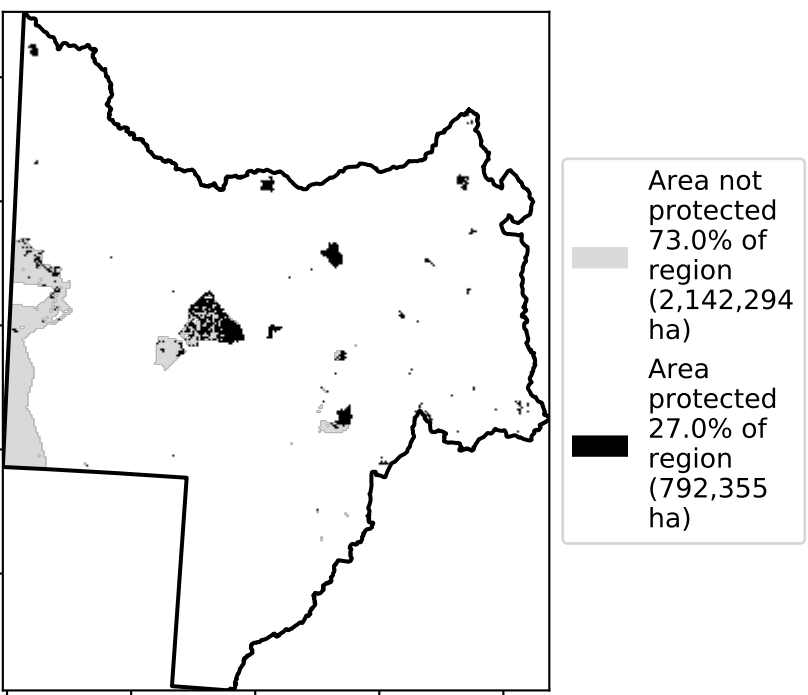 Area not
protected
73.0% of
region
(2,142,294
ha)
Area
protected
27.0% of
region
(792,355
ha)